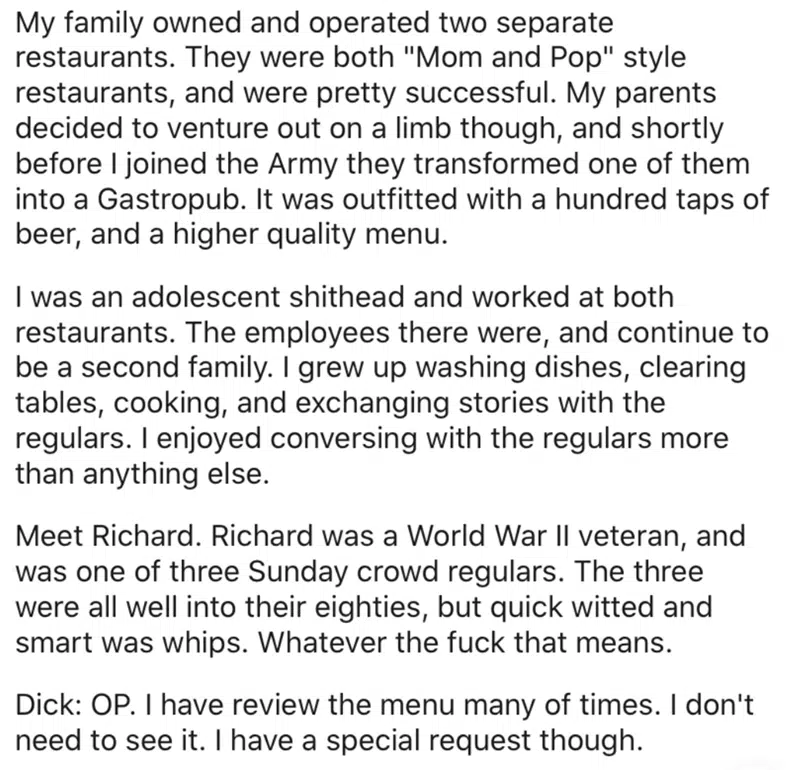 My family owned and operated two separate
restaurants. They were both "Mom and Pop" style
restaurants, and were pretty successful. My parents
decided to venture out on a limb though, and shortly
before I joined the Army they transformed one of them
into a Gastropub. It was outfitted with a hundred taps of
beer, and a higher quality menu.
I was an adolescent shithead and worked at both
restaurants. The employees there were, and continue to
be a second family. I grew up washing dishes, clearing
tables, cooking, and exchanging stories with the
regulars. I enjoyed conversing with the regulars more
than anything else.
Meet Richard. Richard was a World War II veteran, and
was one of three Sunday crowd regulars. The three
were all well into their eighties, but quick witted and
smart was whips. Whatever the fuck that means.
Dick: OP. I have review the menu many of times. I don't
need to see it. I have a special request though.